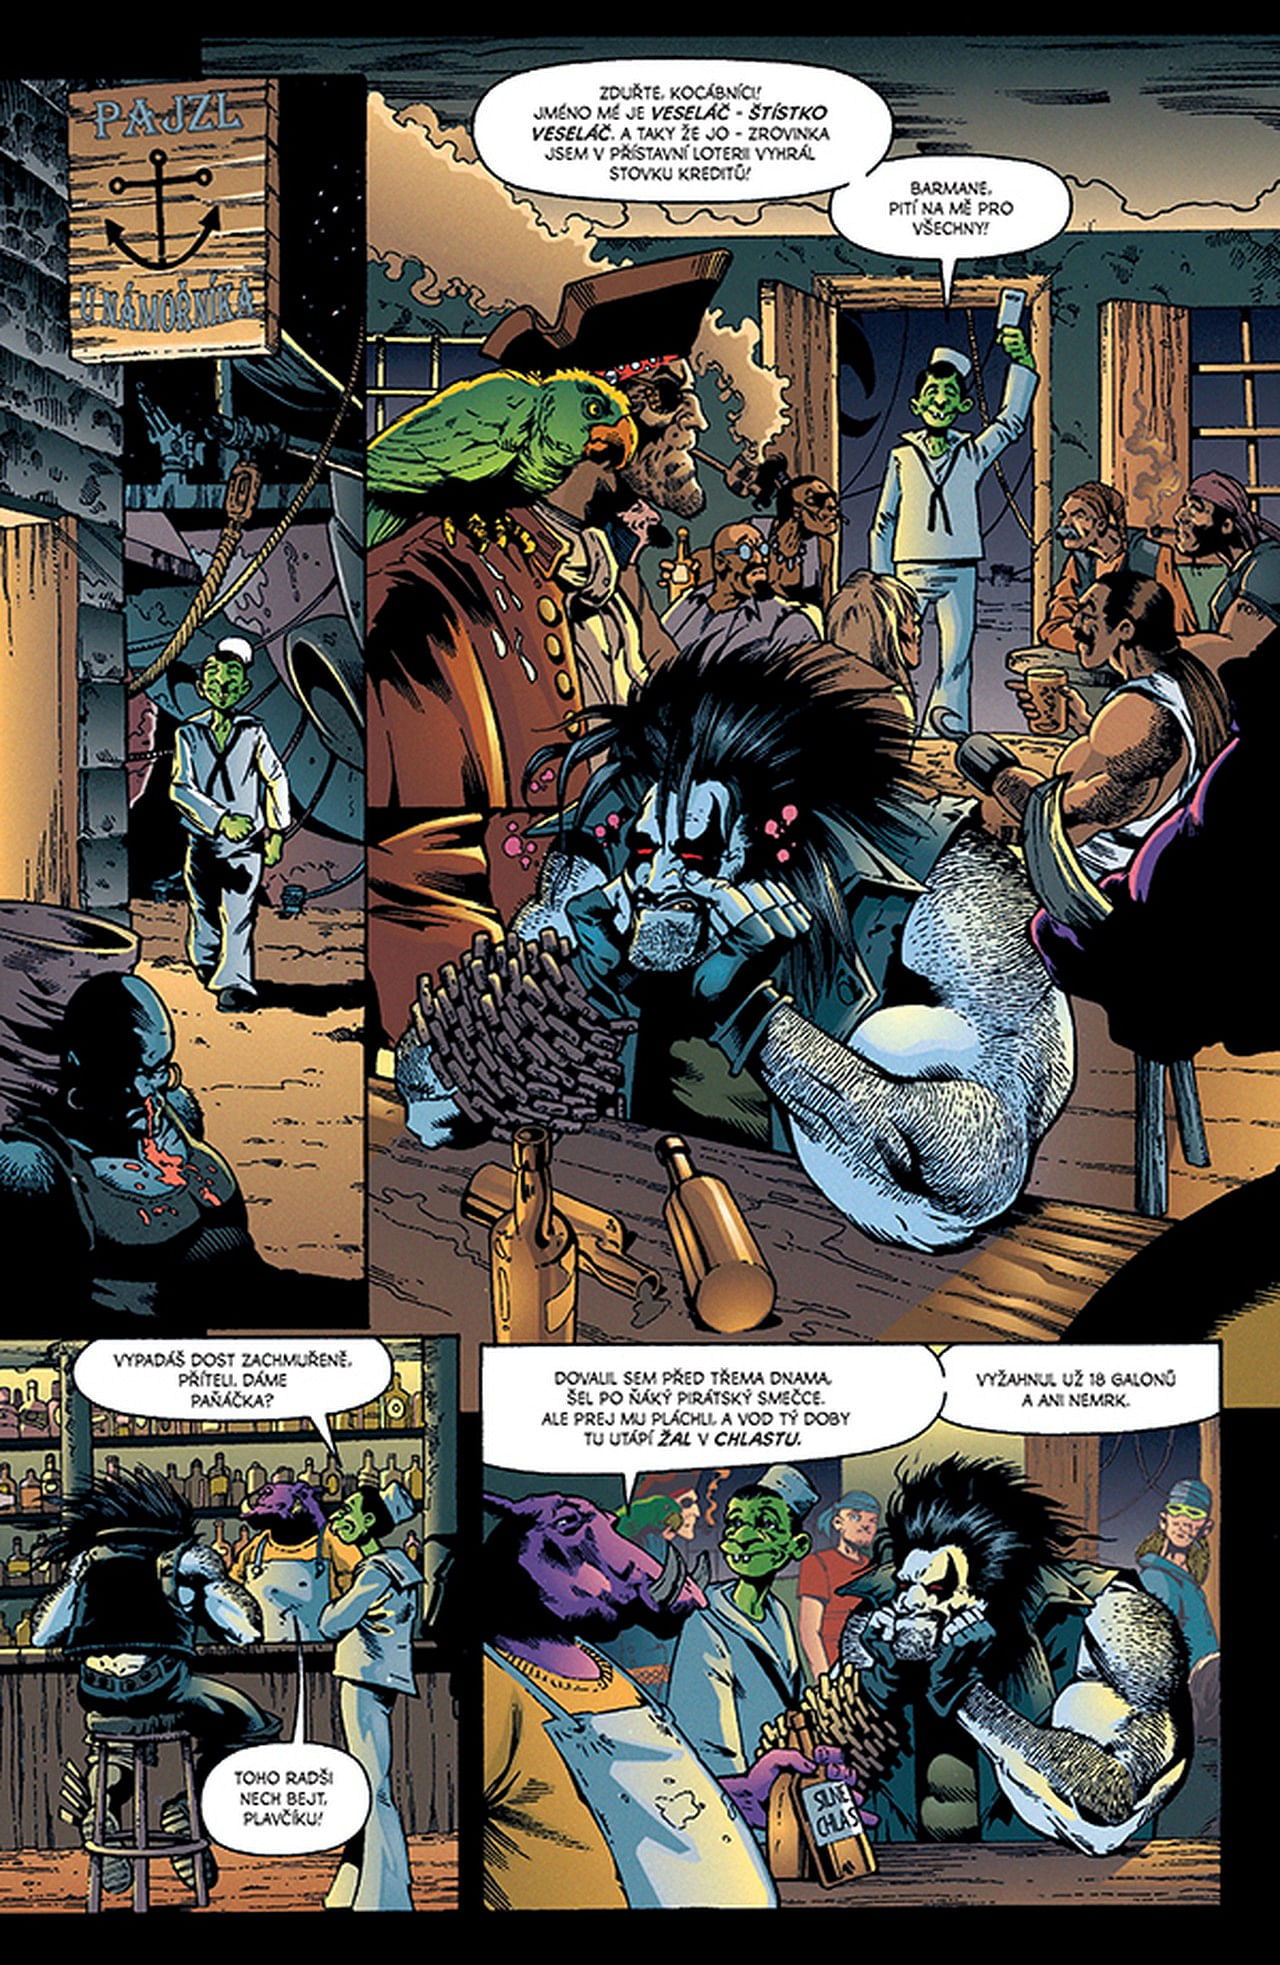 PAJZL
U NÁMOŘNÍKA
ZDUŘTE, KOCÁBNÍCI!
JMÉNO MÉ JE VESELÁČ - ŠTÍSTKO
VESELÁČ. A TAKY ŽE JO - ZROVINKA
JSEM V PŘÍSTAVNÍ LOTERII VYHRÁL
STOVKU KREDITŮ!
BARMANE,
PITÍ NA MĚ PRO
VŠECHNY!
VYPADÁŠ DOST ZACHMUŘENĚ,
PŘÍTELI. DÁME
PAŇÁČKA?
TOHO RADŠI
NECH BEJT,
PLAVČÍKU!
DOVALIL SEM PŘED TŘEMA DNAMA,
ŠEL PO ŇÁKÝ PIRÁTSKÝ SMEČCE.
ALE PREJ MU PLÁCHLI, A VOD TÝ DOBY
TU UTÁPÍ ŽAL V CHLASTU.
VYŽAHNUL UŽ 18 GALONŮ
A ANI NEMRK.
SILNE
CHLAS